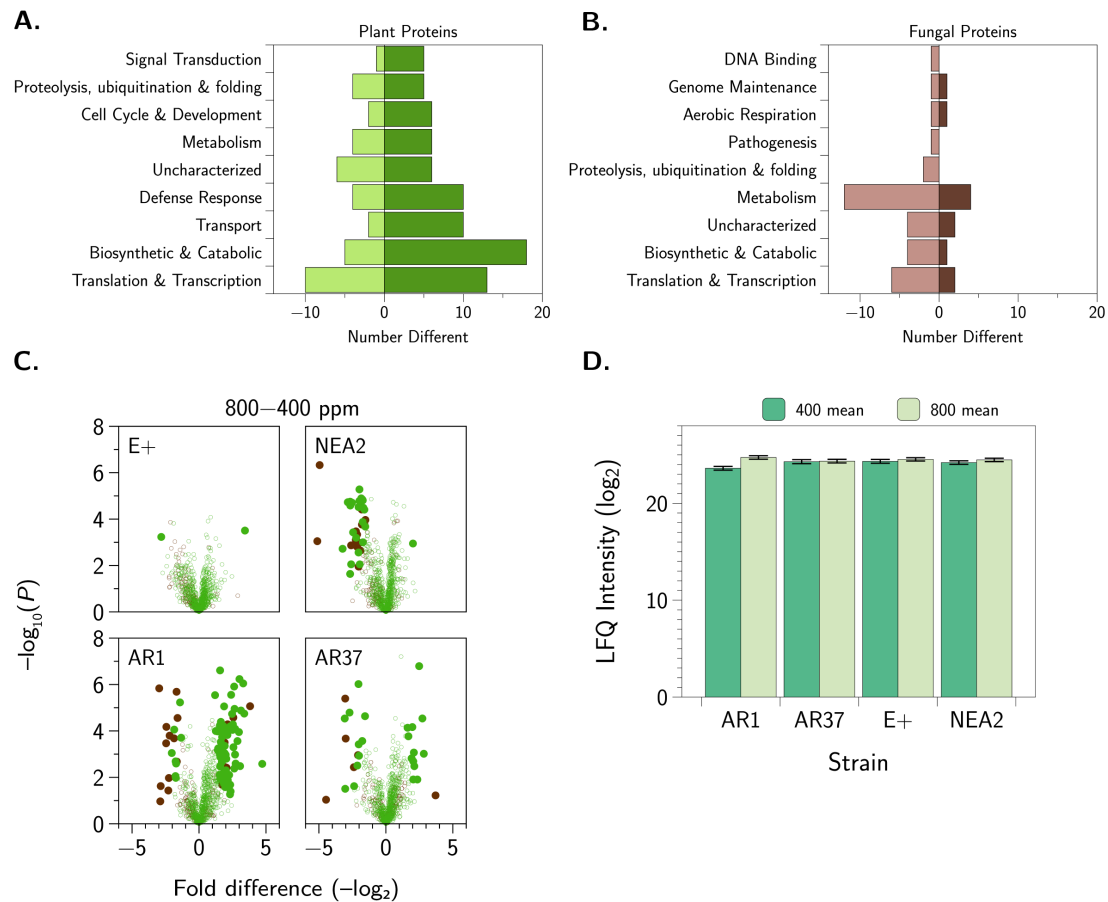 A.
Plant Proteins
Signal Transduction
Proteolysis, ubiquitination & folding
Cell Cycle & Development
Metabolism
Uncharacterized
Defense Response
Transport
Biosynthetic & Catabolic
Translation & Transcription
−10 0 10 20
Number Different
B.
Fungal Proteins
DNA Binding
Genome Maintenance
Aerobic Respiration
Pathogenesis
Proteolysis, ubiquitination & folding
Metabolism
Uncharacterized
Biosynthetic & Catabolic
Translation & Transcription
−10 0 10 20
Number Different
C.
800−400 ppm
8
6
4
2
0
E+
NEA2
8
6
4
2
0
AR1
AR37
−5 0 5 −5 0 5
–log₁₀(P)
Fold difference (–log₂)
D.
400 mean 800 mean
20
10
0
LFQ Intensity (log₂)
AR1 AR37 E+ NEA2
Strain